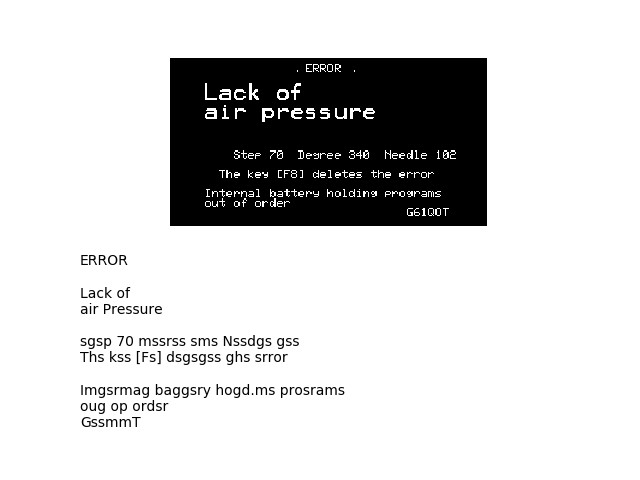 . ERROR .
Lack of
air pressure
Step 70 Degree 340 Needle 102
The key [F8] deletes the error
Internal battery holding programs
out of order
G61Q0T
ERROR
Lack of
air Pressure
sgsp 70 mssrss sms Nssdgs gss
Ths kss [Fs] dsgsgss ghs srror
Imgsrmag baggsry hogd.ms prosrams
oug op ordsr
GssmmT